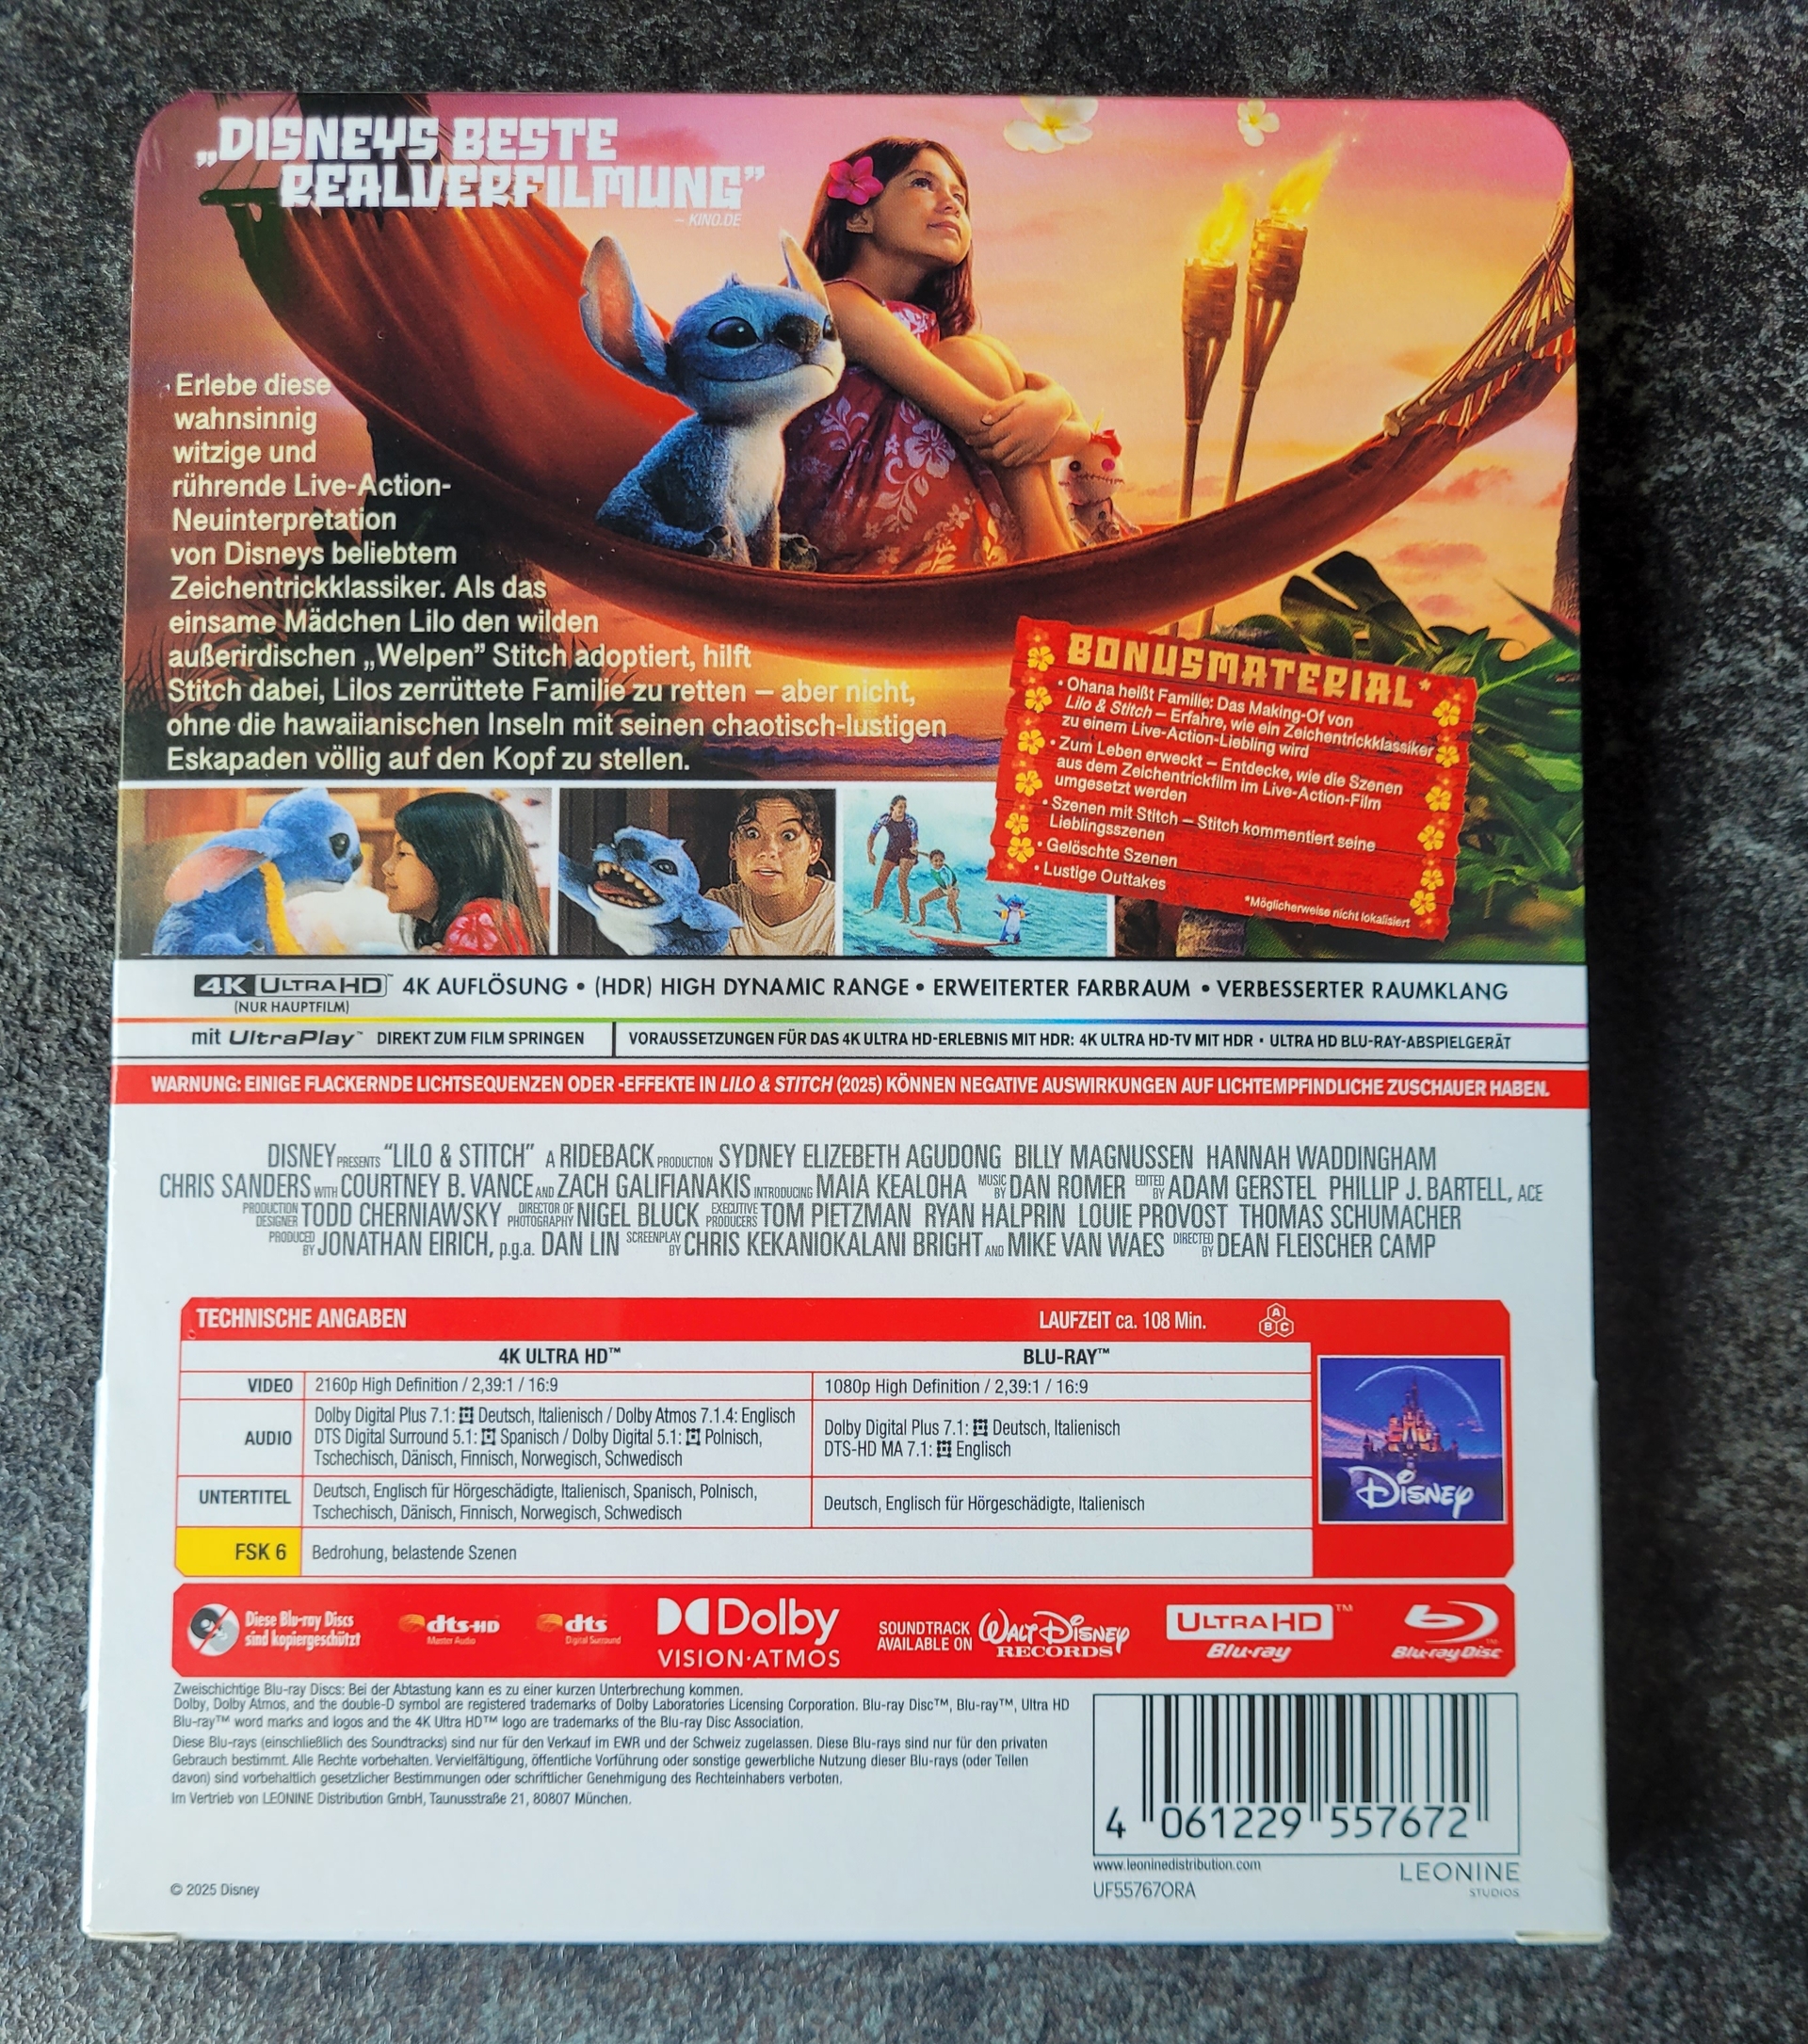 „DISNEYS BESTE
REALVERFILMUNG”
– KINO.DE
Erlebe diese
wahnsinnig
witzige und
rührende Live-Action-
Neuinterpretation
von Disneys beliebtem
Zeichentrickklassiker. Als das
einsame Mädchen Lilo den wilden
außerirdischen „Welpen” Stitch adoptiert, hilft
Stitch dabei, Lilos zerrüttete Familie zu retten – aber nicht,
ohne die hawaiianischen Inseln mit seinen chaotisch-lustigen
Eskapaden völlig auf den Kopf zu stellen.
BONUSMATERIAL*
• Ohana heißt Familie: Das Making-Of von
Lilo & Stitch – Erfahre, wie ein Zeichentrickklassiker
zu einem Live-Action-Liebling wird
• Zum Leben erweckt – Entdecke, wie die Szenen
aus dem Zeichentrickfilm im Live-Action-Film
umgesetzt werden
• Szenen mit Stitch – Stitch kommentiert seine
Lieblingsszenen
• Gelöschte Szenen
• Lustige Outtakes
*Möglicherweise nicht lokalisiert
4K ULTRA HD™ 4K AUFLÖSUNG • (HDR) HIGH DYNAMIC RANGE • ERWEITERTER FARBRAUM • VERBESSERTER RAUMKLANG
(NUR HAUPTFILM)
mit UltraPlay™ DIREKT ZUM FILM SPRINGEN VORAUSSETZUNGEN FÜR DAS 4K ULTRA HD-ERLEBNIS MIT HDR: 4K ULTRA HD-TV MIT HDR • ULTRA HD BLU-RAY-ABSPIELGERÄT
WARNUNG: EINIGE FLACKERNDE LICHTSEQUENZEN ODER -EFFEKTE IN LILO & STITCH (2025) KÖNNEN NEGATIVE AUSWIRKUNGEN AUF LICHTEMPFINDLICHE ZUSCHAUER HABEN.
DISNEY PRESENTS “LILO & STITCH” A RIDEBACK PRODUCTION SYDNEY ELIZEBETH AGUDONG BILLY MAGNUSSEN HANNAH WADDINGHAM
CHRIS SANDERS WITH COURTNEY B. VANCE AND ZACH GALIFIANAKIS INTRODUCING MAIA KEALOHA MUSIC BY DAN ROMER EDITED BY ADAM GERSTEL PHILLIP J. BARTELL, ACE
PRODUCTION DESIGNER TODD CHERNIAWSKY DIRECTOR OF PHOTOGRAPHY NIGEL BLUCK EXECUTIVE PRODUCERS TOM PIETZMAN RYAN HALPRIN LOUIE PROVOST THOMAS SCHUMACHER
PRODUCED BY JONATHAN EIRICH, p.g.a. DAN LIN SCREENPLAY BY CHRIS KEKANIOKALANI BRIGHT AND MIKE VAN WAES DIRECTED BY DEAN FLEISCHER CAMP
TECHNISCHE ANGABEN LAUFZEIT ca. 108 Min. A B C
4K ULTRA HD™ BLU-RAY™
VIDEO 2160p High Definition / 2,39:1 / 16:9 1080p High Definition / 2,39:1 / 16:9
AUDIO
Dolby Digital Plus 7.1: Deutsch, Italienisch / Dolby Atmos 7.1.4: Englisch
DTS Digital Surround 5.1: Spanisch / Dolby Digital 5.1: Polnisch,
Tschechisch, Dänisch, Finnisch, Norwegisch, Schwedisch
Dolby Digital Plus 7.1: Deutsch, Italienisch
DTS-HD MA 7.1: Englisch
UNTERTITEL
Deutsch, Englisch für Hörgeschädigte, Italienisch, Spanisch, Polnisch,
Tschechisch, Dänisch, Finnisch, Norwegisch, Schwedisch
Deutsch, Englisch für Hörgeschädigte, Italienisch
FSK 6 Bedrohung, belastende Szenen
Disney
Diese Blu-ray Discs
sind kopiergeschützt
dts-HD
Master Audio
dts
Digital Surround
Dolby
VISION·ATMOS
SOUNDTRACK
AVAILABLE ON
WALT DISNEY
RECORDS
ULTRA HD™
Blu-ray
Blu-ray Disc™
Zweischichtige Blu-ray Discs: Bei der Abtastung kann es zu einer kurzen Unterbrechung kommen.
Dolby, Dolby Atmos, and the double-D symbol are registered trademarks of Dolby Laboratories Licensing Corporation. Blu-ray Disc™, Blu-ray™, Ultra HD
Blu-ray™ word marks and logos and the 4K Ultra HD™ logo are trademarks of the Blu-ray Disc Association.
Diese Blu-rays (einschließlich des Soundtracks) sind nur für den Verkauf im EWR und der Schweiz zugelassen. Diese Blu-rays sind nur für den privaten
Gebrauch bestimmt. Alle Rechte vorbehalten. Vervielfältigung, öffentliche Vorführung oder sonstige gewerbliche Nutzung dieser Blu-rays (oder Teilen
davon) sind vorbehaltlich gesetzlicher Bestimmungen oder schriftlicher Genehmigung des Rechteinhabers verboten.
Im Vertrieb von LEONINE Distribution GmbH, Taunusstraße 21, 80807 München.
4 061229 557672
www.leoninedistribution.com
UF55767ORA
LEONINE
STUDIOS
© 2025 Disney